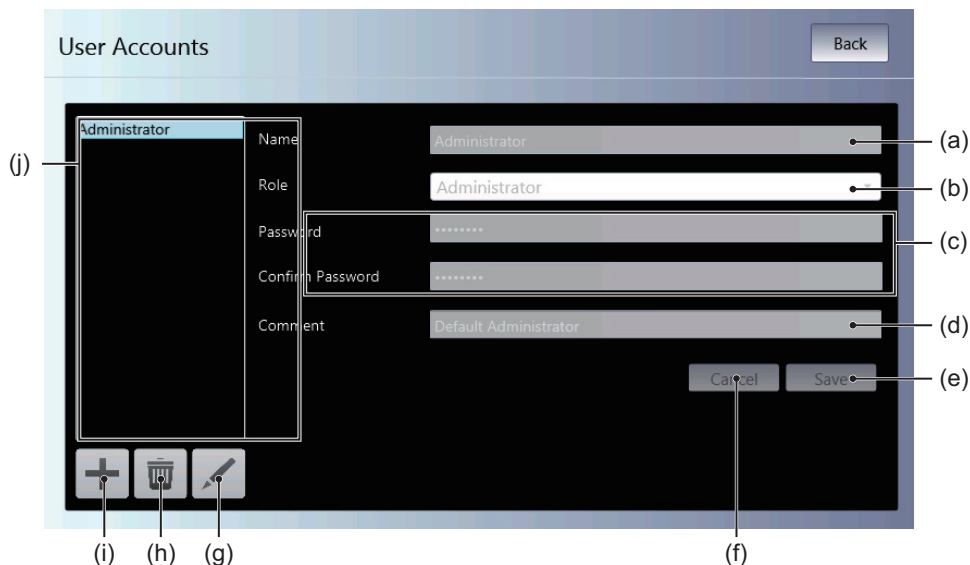 User Accounts
Back
Administrator
Name
Administrator
(a)
(j)
Role
Administrator
(b)
Password
••••••••
(c)
Confirm Password
••••••••
Comment
Default Administrator
(d)
Cancel
Save
(e)
(i)
(h)
(g)
(f)